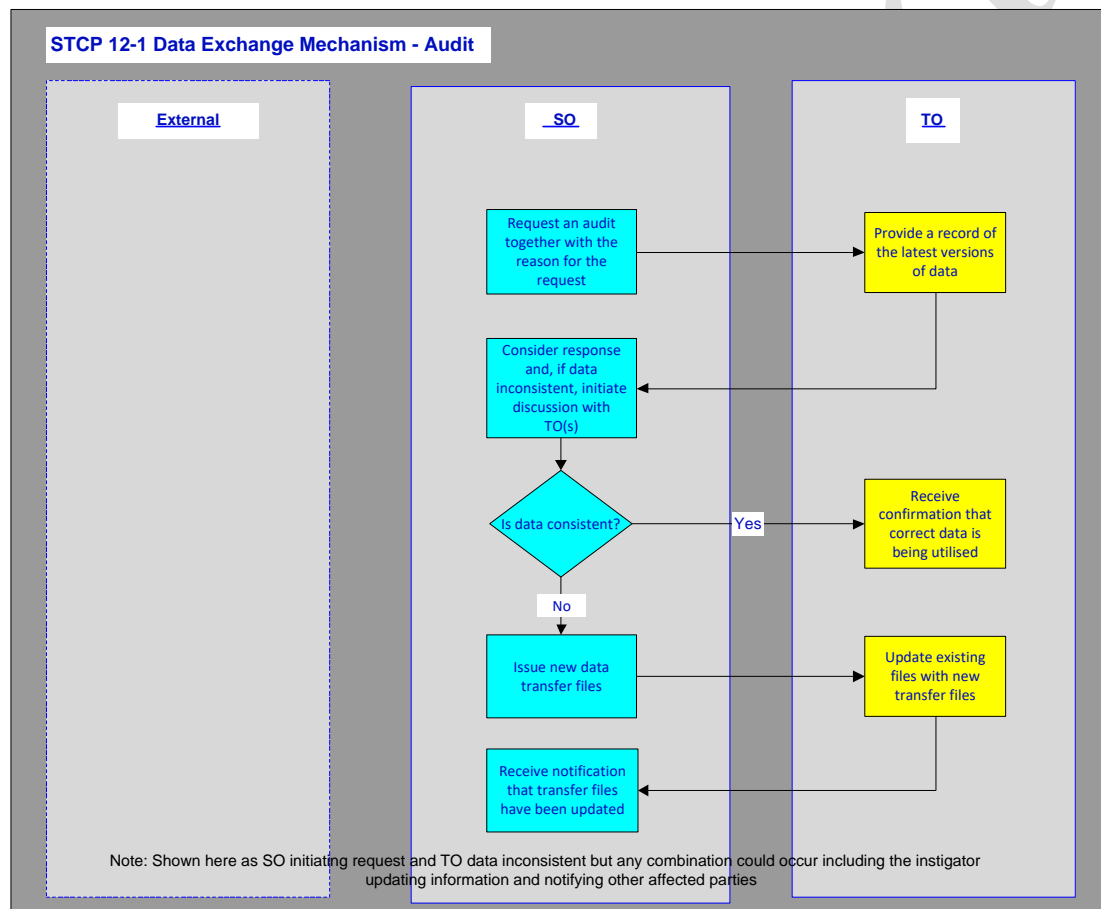 STCP 12-1 Data Exchange Mechanism - Audit
External
SO
TO
Request an audit
together with the
reason for the
request
Provide a record of
the latest versions
of data
Consider response
and, if data
inconsistent, initiate
discussion with
TO(s)
Is data consistent?
Yes
Receive
confirmation that
correct data is
being utilised
No
Issue new data
transfer files
Update existing
files with new
transfer files
Receive notification
that transfer files
have been updated
Note: Shown here as SO initiating request and TO data inconsistent but any combination could occur including the instigator
updating information and notifying other affected parties